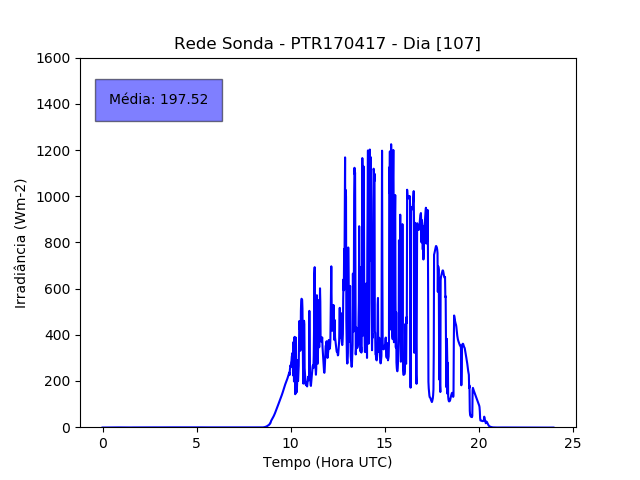 Rede Sonda - PTR170417 - Dia [107]
1600
1400
1200
1000
800
600
400
200
0
Média: 197.52
Irradiância (Wm-2)
0 5 10 15 20 25
Tempo (Hora UTC)